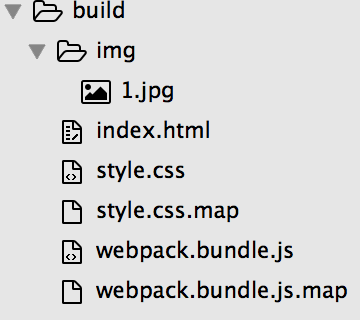 build
img
1.jpg
index.html
style.css
style.css.map
webpack.bundle.js
webpack.bundle.js.map